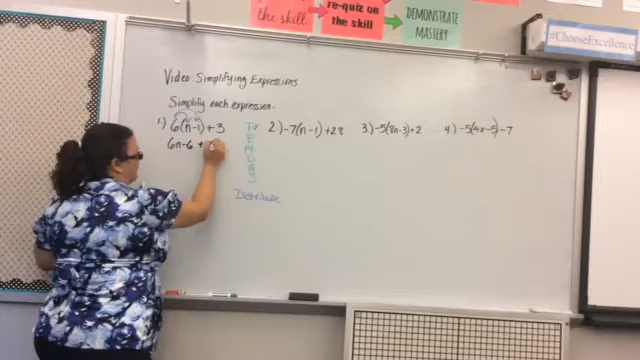 the skill
re-quiz on
the skill
DEMONSTRATE
MASTERY
#ChooseExcellence
Video Simplifying Expressions
Simplify each expression.
1.) 6(n-1)+3
6n-6 +
P
E
M
D
A
S
Distribute
2.) -7(n-1)+28
3.) -5(8n-3)+2
4.) -5(4x-5)-7